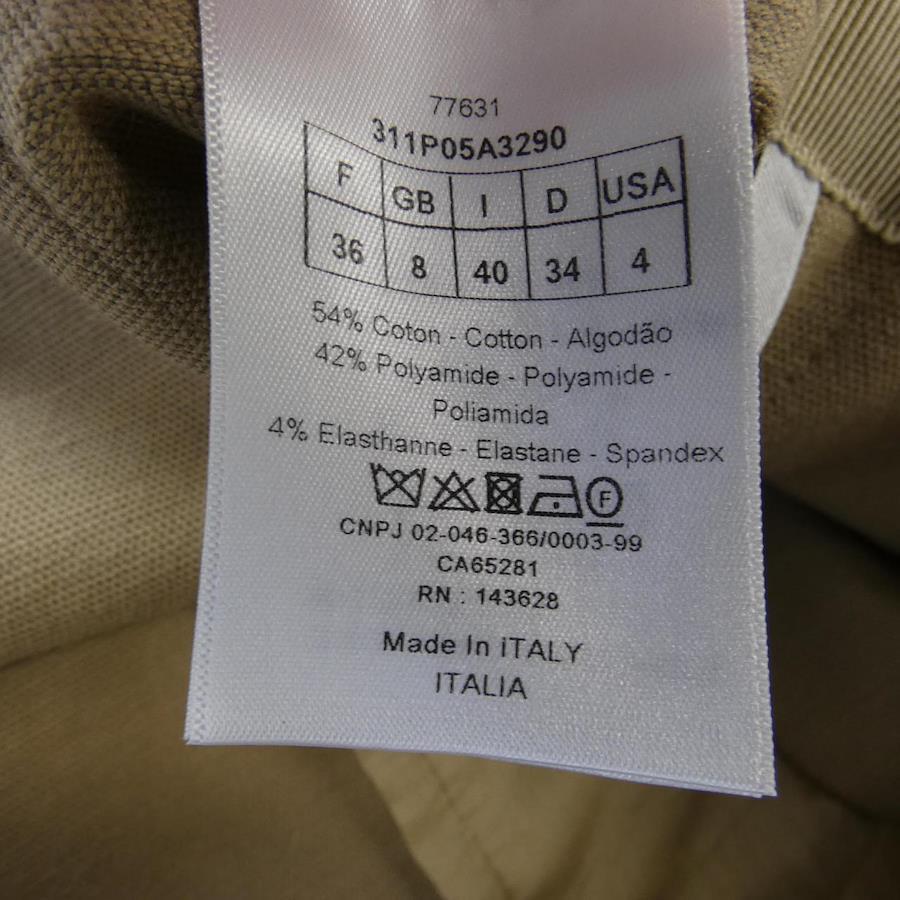 77631
311P05A3290
F GB I D USA
36 8 40 34 4
54% Coton - Cotton - Algodão
42% Polyamide - Polyamide -
Poliamida
4% Elasthanne - Elastane - Spandex
F
CNPJ 02-046-366/0003-99
CA65281
RN : 143628
Made In iTALY
ITALIA